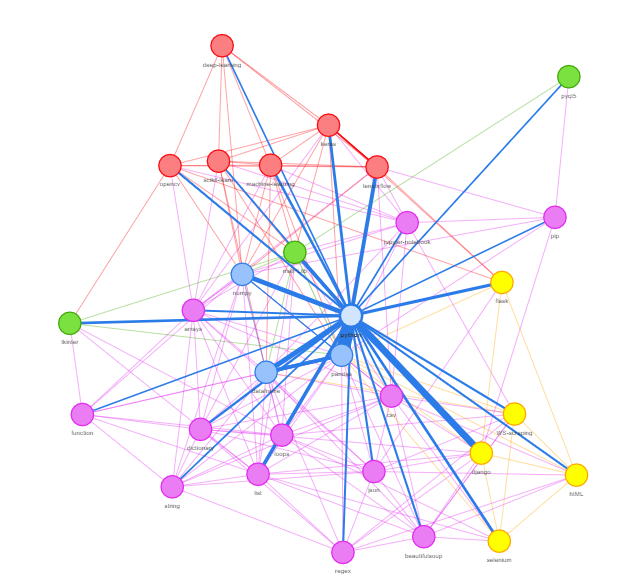 deep-learning
pyqt5
keras
opencv
scikit-learn
machine-learning
tensorflow
jupyter-notebook
pip
matplotlib
numpy
flask
arrays
python
tkinter
pandas
dataframe
csv
function
web-scraping
dictionary
loops
django
list
json
html
string
beautifulsoup
selenium
regex